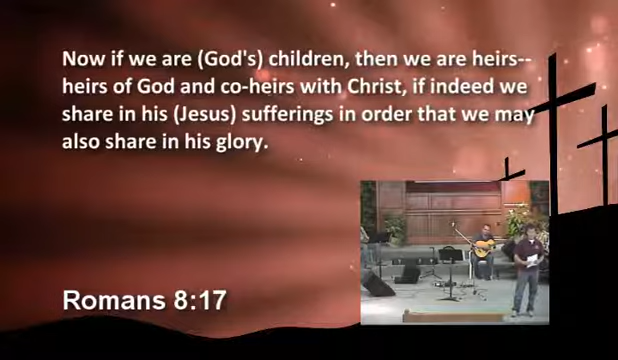 Now if we are (God's) children, then we are heirs--
heirs of God and co-heirs with Christ, if indeed we
share in his (Jesus) sufferings in order that we may
also share in his glory.
Romans 8:17